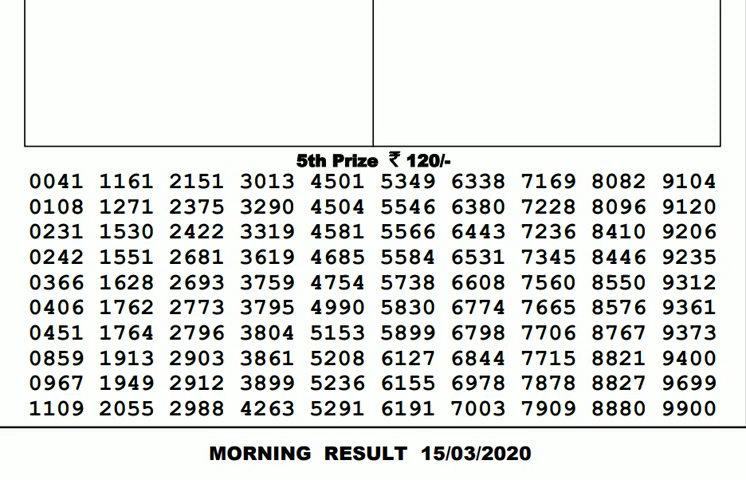 5th Prize ₹ 120/-
0041 1161 2151 3013 4501 5349 6338 7169 8082 9104
0108 1271 2375 3290 4504 5546 6380 7228 8096 9120
0231 1530 2422 3319 4581 5566 6443 7236 8410 9206
0242 1551 2681 3619 4685 5584 6531 7345 8446 9235
0366 1628 2693 3759 4754 5738 6608 7560 8550 9312
0406 1762 2773 3795 4990 5830 6774 7665 8576 9361
0451 1764 2796 3804 5153 5899 6798 7706 8767 9373
0859 1913 2903 3861 5208 6127 6844 7715 8821 9400
0967 1949 2912 3899 5236 6155 6978 7878 8827 9699
1109 2055 2988 4263 5291 6191 7003 7909 8880 9900
MORNING RESULT 15/03/2020